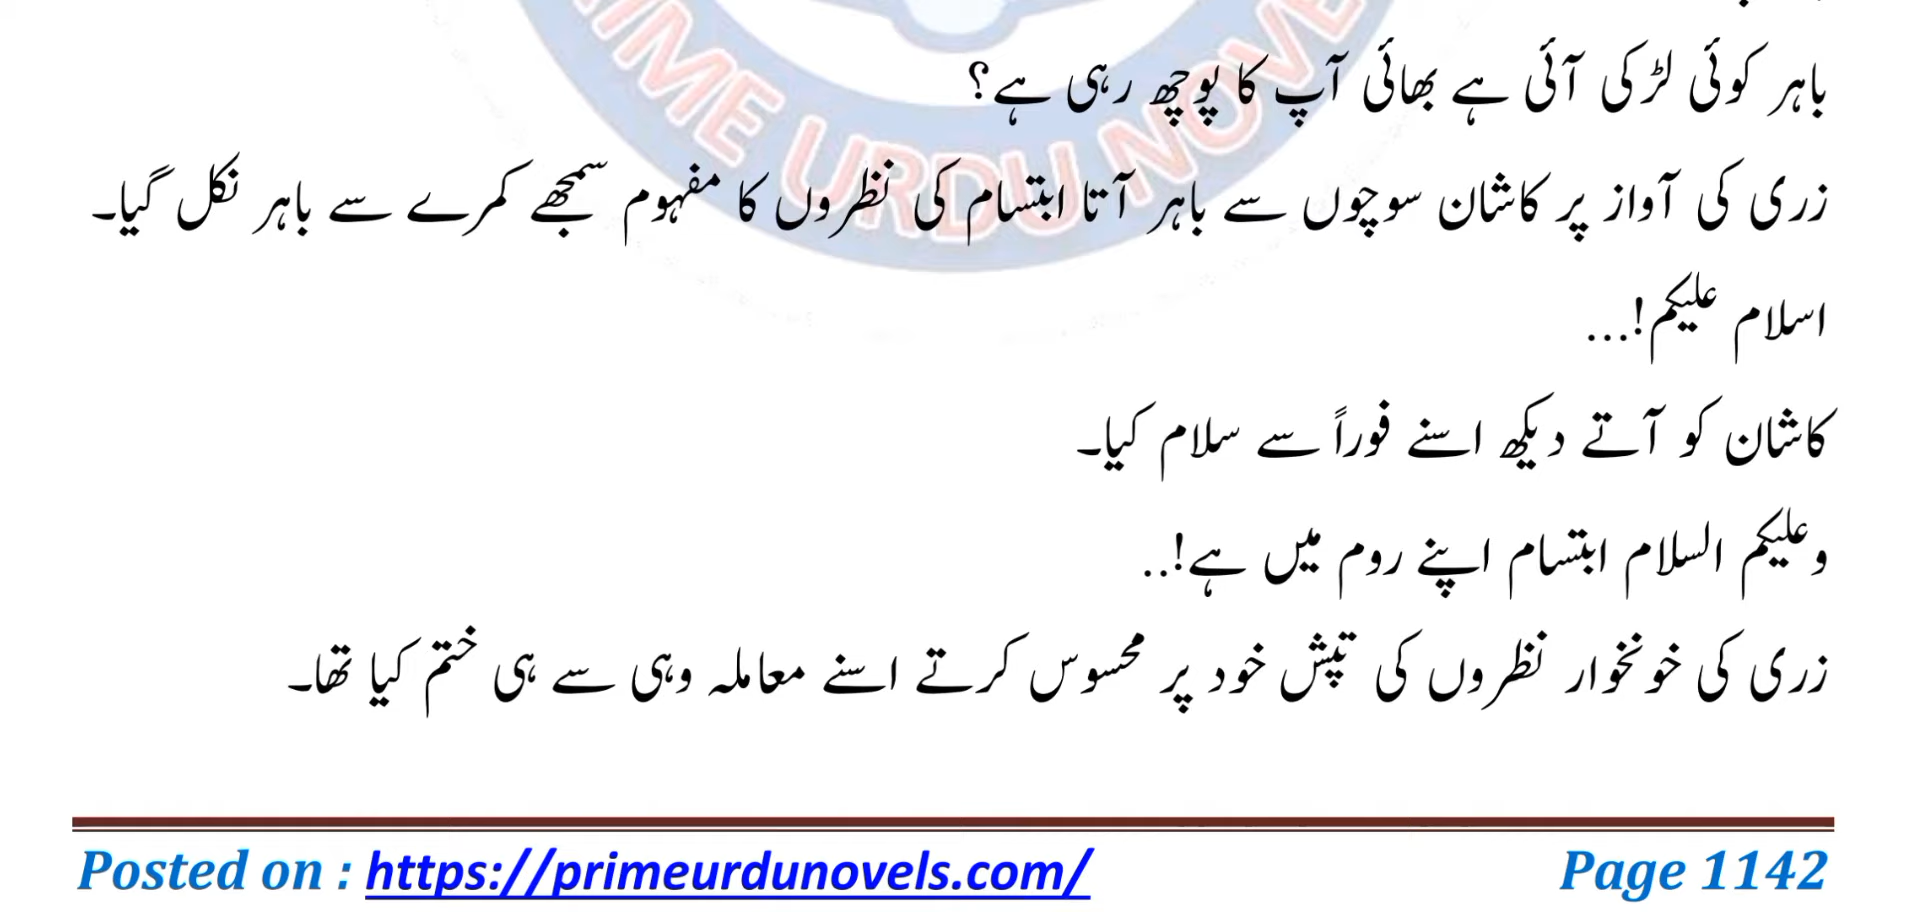 باہر کوئی لڑکی آئی ہے بھائی آپ کا پوچھ رہی ہے؟
زری کی آواز پر کاشان سوچوں سے باہر آتا ابتسام کی نظروں کا مفہوم سمجھے کمرے سے باہر نکل گیا۔
اسلام علیکم!...
کاشان کو آتے دیکھ اسنے فوراً سے سلام کیا۔
وعلیکم السلام ابتسام اپنے روم میں ہے!..
زری کی خونخوار نظروں کی تپش خود پر محسوس کرتے اسنے معاملہ وہی سے ہی ختم کیا تھا۔
PRIME URDU NOVE
Posted on : https://primeurdunovels.com/ Page 1142